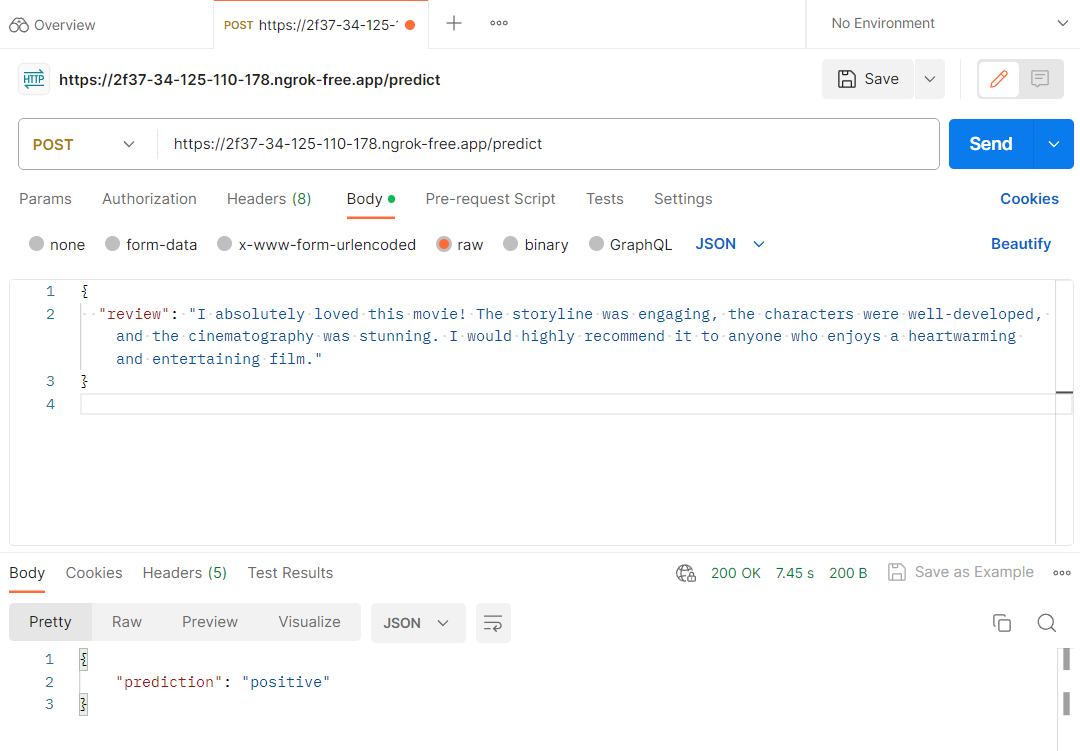 Overview
POST https://2f37-34-125-
No Environment
HTTP
https://2f37-34-125-110-178.ngrok-free.app/predict
Save
POST
https://2f37-34-125-110-178.ngrok-free.app/predict
Send
Params Authorization Headers (8) Body Pre-request Script Tests Settings Cookies
none form-data x-www-form-urlencoded raw binary GraphQL JSON Beautify
1 {
2 "review": "I absolutely loved this movie! The storyline was engaging, the characters were well-developed,
and the cinematography was stunning. I would highly recommend it to anyone who enjoys a heartwarming
and entertaining film."
3 }
4
Body Cookies Headers (5) Test Results 200 OK 7.45 s 200 B Save as Example
Pretty Raw Preview Visualize JSON
1 {
2 "prediction": "positive"
3 }